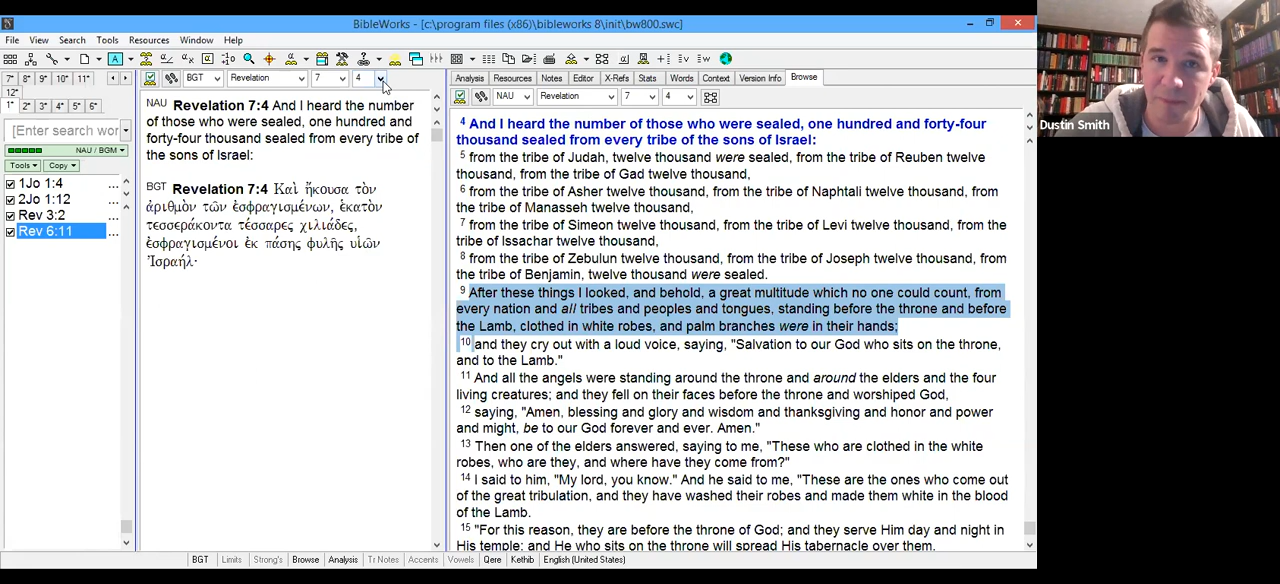 BibleWorks - [c:\program files (x86)\bibleworks 8\init\bw800.swc]
File View Search Tools Resources Window Help
7" 8" 9" 10" 11"
12"
1" 2" 3" 4" 5" 6"
[Enter search wor
NAU / BGM
Tools Copy
1Jo 1:4 ...
2Jo 1:12 ...
Rev 3:2 ...
Rev 6:11 ...
BGT Revelation 7 4
NAU Revelation 7:4 And I heard the number
of those who were sealed, one hundred and
forty-four thousand sealed from every tribe of
the sons of Israel:
BGT Revelation 7:4 Καὶ ἤκουσα τὸν
ἀριθμὸν τῶν ἐσφραγισμένων, ἑκατὸν
τεσσεράκοντα τέσσαρες χιλιάδες,
ἐσφραγισμένοι ἐκ πάσης φυλῆς υἱῶν
Ἰσραήλ·
Analysis Resources Notes Editor X-Refs Stats Words Context Version Info Browse
NAU Revelation 7 4
4 And I heard the number of those who were sealed, one hundred and forty-four
thousand sealed from every tribe of the sons of Israel:
5 from the tribe of Judah, twelve thousand were sealed, from the tribe of Reuben twelve
thousand, from the tribe of Gad twelve thousand,
6 from the tribe of Asher twelve thousand, from the tribe of Naphtali twelve thousand, from
the tribe of Manasseh twelve thousand,
7 from the tribe of Simeon twelve thousand, from the tribe of Levi twelve thousand, from the
tribe of Issachar twelve thousand,
8 from the tribe of Zebulun twelve thousand, from the tribe of Joseph twelve thousand, from
the tribe of Benjamin, twelve thousand were sealed.
9 After these things I looked, and behold, a great multitude which no one could count, from
every nation and all tribes and peoples and tongues, standing before the throne and before
the Lamb, clothed in white robes, and palm branches were in their hands;
10 and they cry out with a loud voice, saying, "Salvation to our God who sits on the throne,
and to the Lamb."
11 And all the angels were standing around the throne and around the elders and the four
living creatures; and they fell on their faces before the throne and worshiped God,
12 saying, "Amen, blessing and glory and wisdom and thanksgiving and honor and power
and might, be to our God forever and ever. Amen."
13 Then one of the elders answered, saying to me, "These who are clothed in the white
robes, who are they, and where have they come from?"
14 I said to him, "My lord, you know." And he said to me, "These are the ones who come out
of the great tribulation, and they have washed their robes and made them white in the blood
of the Lamb.
15 "For this reason, they are before the throne of God; and they serve Him day and night in
His temple; and He who sits on the throne will spread His tabernacle over them.
BGT Limits Strong's Browse Analysis Tr Notes Accents Vowels Qere Kethib English (United States)
Dustin Smith